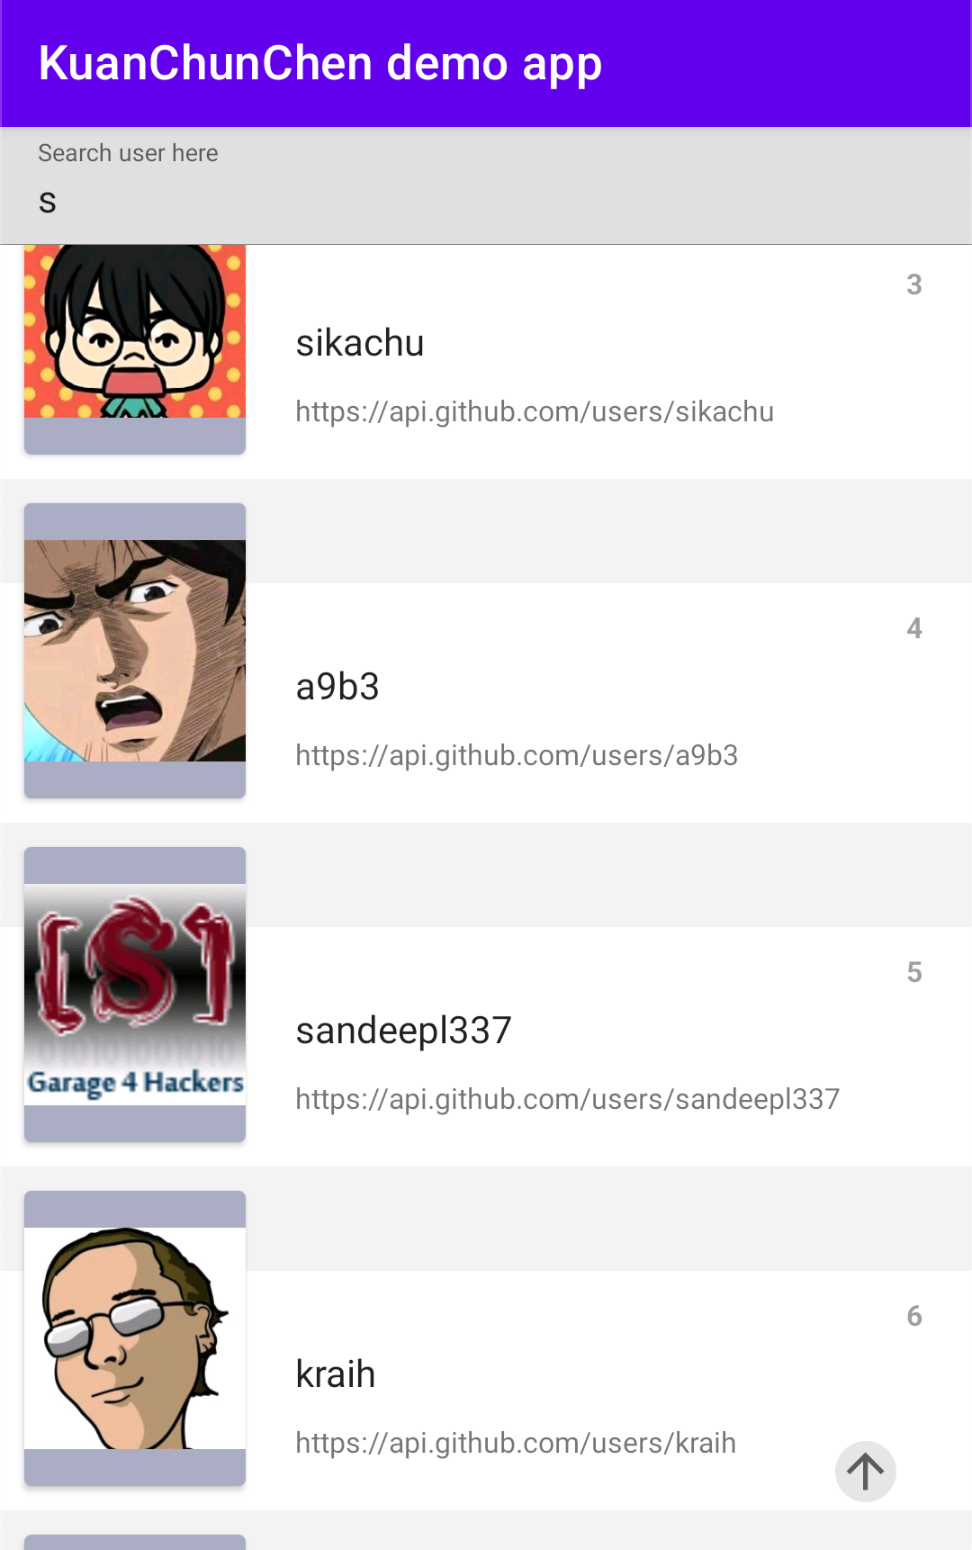 KuanChunChen demo app
Search user here
s
3
sikachu
https://api.github.com/users/sikachu
4
a9b3
https://api.github.com/users/a9b3
5
[S]
Garage 4 Hackers
sandeepl337
https://api.github.com/users/sandeepl337
6
kraih
https://api.github.com/users/kraih